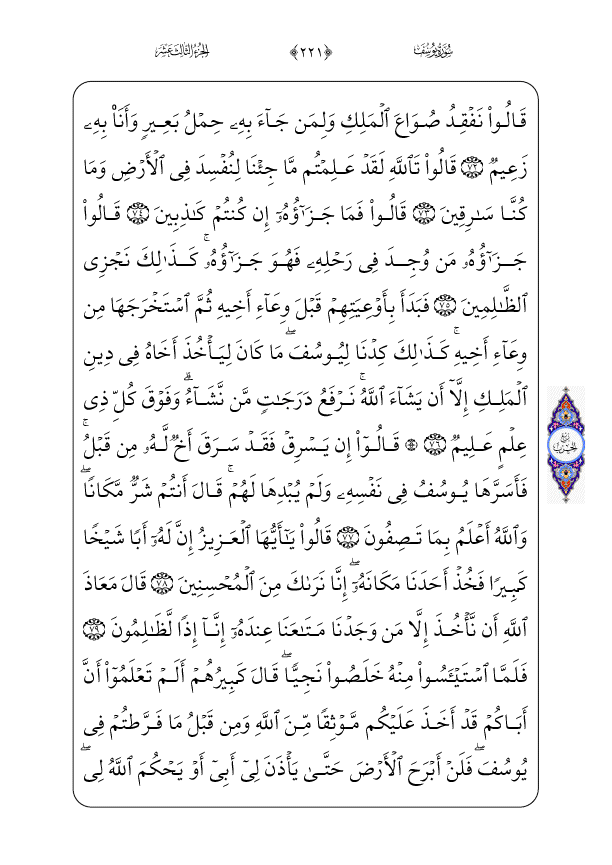 سُورَةُ يُوسُفَ ﴿٢٢١﴾ الجُزْءُ الثَّالِثَ عَشَرَ
قَالُوا۟ نَفْقِدُ صُوَاعَ ٱلْمَلِكِ وَلِمَن جَآءَ بِهِۦ حِمْلُ بَعِيرٍ وَأَنَا۠ بِهِۦ
زَعِيمٌ ﴿٧٢﴾ قَالُوا۟ تَٱللَّهِ لَقَدْ عَلِمْتُم مَّا جِئْنَا لِنُفْسِدَ فِى ٱلْأَرْضِ وَمَا
كُنَّا سَـٰرِقِينَ ﴿٧٣﴾ قَالُوا۟ فَمَا جَزَٰٓؤُهُۥٓ إِن كُنتُمْ كَـٰذِبِينَ ﴿٧٤﴾ قَالُوا۟
جَزَٰٓؤُهُۥ مَن وُجِدَ فِى رَحْلِهِۦ فَهُوَ جَزَٰٓؤُهُۥ ۚ كَذَٰلِكَ نَجْزِى
ٱلظَّـٰلِمِينَ ﴿٧٥﴾ فَبَدَأَ بِأَوْعِيَتِهِمْ قَبْلَ وِعَآءِ أَخِيهِ ثُمَّ ٱسْتَخْرَجَهَا مِن
وِعَآءِ أَخِيهِ ۚ كَذَٰلِكَ كِدْنَا لِيُوسُفَ ۖ مَا كَانَ لِيَأْخُذَ أَخَاهُ فِى دِينِ
ٱلْمَلِكِ إِلَّآ أَن يَشَآءَ ٱللَّهُ ۚ نَرْفَعُ دَرَجَـٰتٍ مَّن نَّشَآءُ ۗ وَفَوْقَ كُلِّ ذِى
عِلْمٍ عَلِيمٌ ﴿٧٦﴾ ۞ قَالُوٓا۟ إِن يَسْرِقْ فَقَدْ سَرَقَ أَخٌ لَّهُۥ مِن قَبْلُ ۚ
فَأَسَرَّهَا يُوسُفُ فِى نَفْسِهِۦ وَلَمْ يُبْدِهَا لَهُمْ ۚ قَالَ أَنتُمْ شَرٌّ مَّكَانًا ۖ
وَٱللَّهُ أَعْلَمُ بِمَا تَصِفُونَ ﴿٧٧﴾ قَالُوا۟ يَـٰٓأَيُّهَا ٱلْعَزِيزُ إِنَّ لَهُۥٓ أَبًا شَيْخًا
كَبِيرًا فَخُذْ أَحَدَنَا مَكَانَهُۥٓ ۖ إِنَّا نَرَىٰكَ مِنَ ٱلْمُحْسِنِينَ ﴿٧٨﴾ قَالَ مَعَاذَ
ٱللَّهِ أَن نَّأْخُذَ إِلَّا مَن وَجَدْنَا مَتَـٰعَنَا عِندَهُۥٓ إِنَّآ إِذًا لَّظَـٰلِمُونَ ﴿٧٩﴾
فَلَمَّا ٱسْتَيْـَٔسُوا۟ مِنْهُ خَلَصُوا۟ نَجِيًّا ۖ قَالَ كَبِيرُهُمْ أَلَمْ تَعْلَمُوٓا۟ أَنَّ
أَبَاكُمْ قَدْ أَخَذَ عَلَيْكُم مَّوْثِقًا مِّنَ ٱللَّهِ وَمِن قَبْلُ مَا فَرَّطتُمْ فِى
يُوسُفَ ۖ فَلَنْ أَبْرَحَ ٱلْأَرْضَ حَتَّىٰ يَأْذَنَ لِىٓ أَبِىٓ أَوْ يَحْكُمَ ٱللَّهُ لِى ۖ